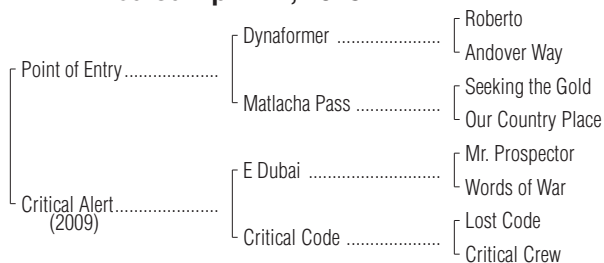 Roberto
Dynaformer ....................
Andover Way
Point of Entry....................
Seeking the Gold
Matlacha Pass .................
Our Country Place
Mr. Prospector
E Dubai ........................
Words of War
Critical Alert.....................
(2009)
Lost Code
Critical Code ..................
Critical Crew